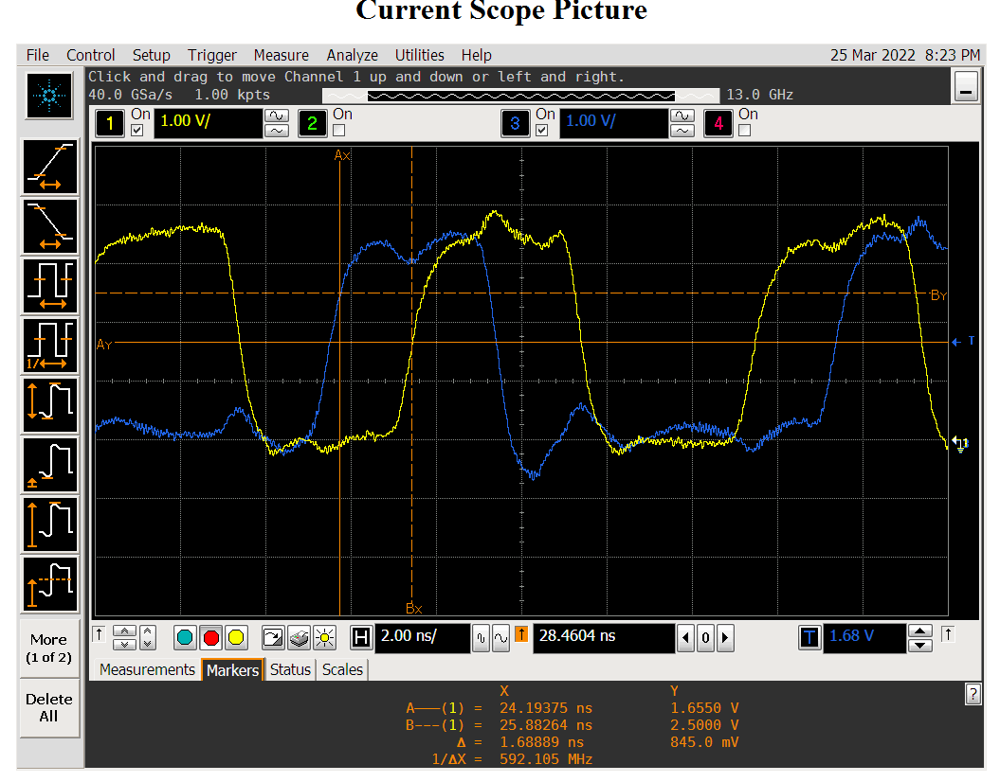 Current Scope Picture
File Control Setup Trigger Measure Analyze Utilities Help 25 Mar 2022 8:23 PM
Click and drag to move Channel 1 up and down or left and right.
40.0 GSa/s 1.00 kpts 13.0 GHz
1 On 1.00 V/ 2 On 3 On 1.00 V/ 4 On
Ax
By
Ay
T
1/
1
Bx
More
(1 of 2)
Delete
All
H 2.00 ns/ 28.4604 ns 0 T 1.68 V
Measurements Markers Status Scales
?
X Y
A——(1) = 24.19375 ns 1.6550 V
B---(1) = 25.88264 ns 2.5000 V
Δ = 1.68889 ns 845.0 mV
1/ΔX = 592.105 MHz